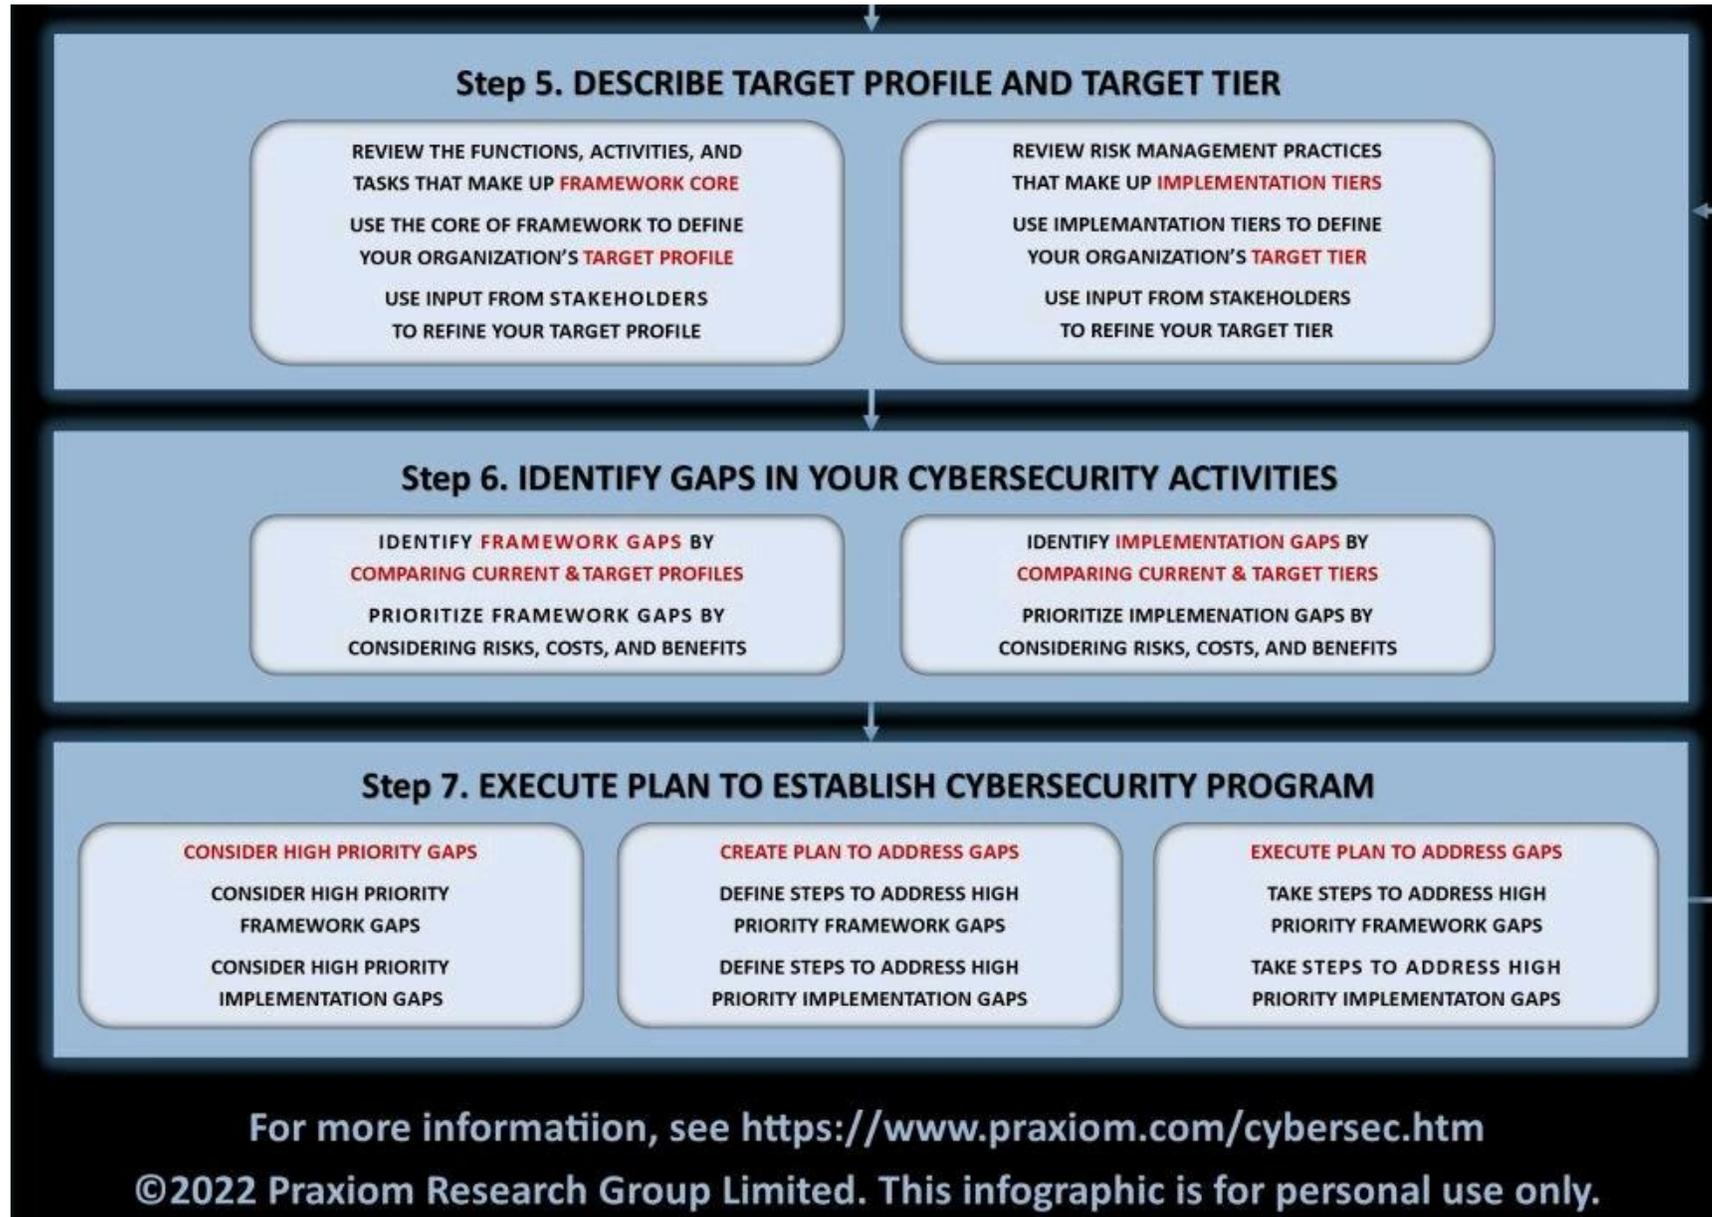 Step 5. DESCRIBE TARGET PROFILE AND TARGET TIER
REVIEW THE FUNCTIONS, ACTIVITIES, AND
TASKS THAT MAKE UP FRAMEWORK CORE
USE THE CORE OF FRAMEWORK TO DEFINE
YOUR ORGANIZATION'S TARGET PROFILE
USE INPUT FROM STAKEHOLDERS
TO REFINE YOUR TARGET PROFILE
REVIEW RISK MANAGEMENT PRACTICES
THAT MAKE UP IMPLEMENTATION TIERS
USE IMPLEMANTATION TIERS TO DEFINE
YOUR ORGANIZATION'S TARGET TIER
USE INPUT FROM STAKEHOLDERS
TO REFINE YOUR TARGET TIER
Step 6. IDENTIFY GAPS IN YOUR CYBERSECURITY ACTIVITIES
IDENTIFY FRAMEWORK GAPS BY
COMPARING CURRENT & TARGET PROFILES
PRIORITIZE FRAMEWORK GAPS BY
CONSIDERING RISKS, COSTS, AND BENEFITS
IDENTIFY IMPLEMENTATION GAPS BY
COMPARING CURRENT & TARGET TIERS
PRIORITIZE IMPLEMENATION GAPS BY
CONSIDERING RISKS, COSTS, AND BENEFITS
Step 7. EXECUTE PLAN TO ESTABLISH CYBERSECURITY PROGRAM
CONSIDER HIGH PRIORITY GAPS
CONSIDER HIGH PRIORITY
FRAMEWORK GAPS
CONSIDER HIGH PRIORITY
IMPLEMENTATION GAPS
CREATE PLAN TO ADDRESS GAPS
DEFINE STEPS TO ADDRESS HIGH
PRIORITY FRAMEWORK GAPS
DEFINE STEPS TO ADDRESS HIGH
PRIORITY IMPLEMENTATION GAPS
EXECUTE PLAN TO ADDRESS GAPS
TAKE STEPS TO ADDRESS HIGH
PRIORITY FRAMEWORK GAPS
TAKE STEPS TO ADDRESS HIGH
PRIORITY IMPLEMENTATON GAPS
For more informatiion, see https://www.praxiom.com/cybersec.htm
©2022 Praxiom Research Group Limited. This infographic is for personal use only.